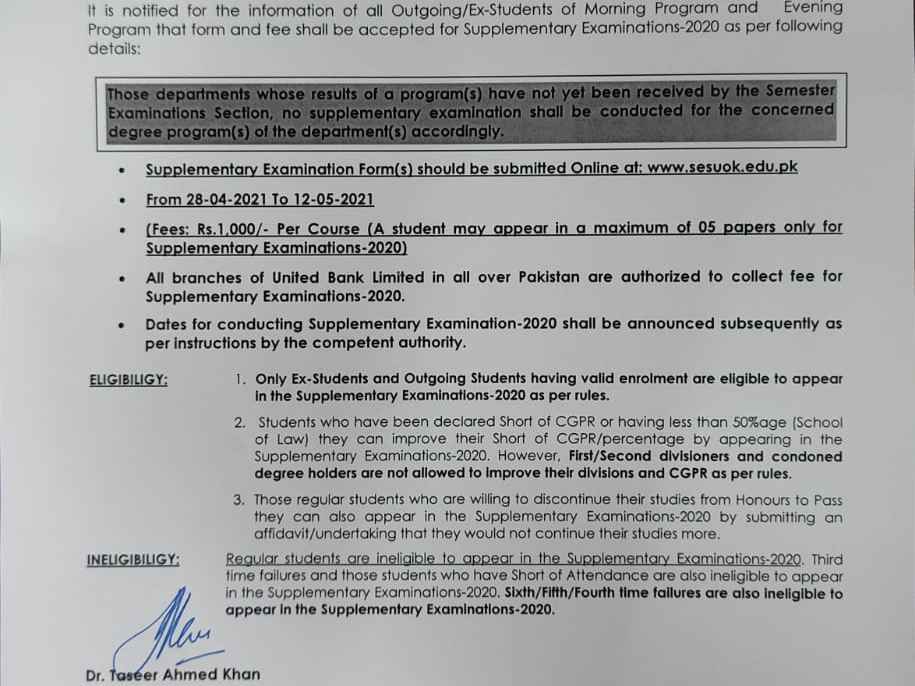 It is notified for the information of all Outgoing/Ex-Students of Morning Program and Evening
Program that form and fee shall be accepted for Supplementary Examinations-2020 as per following
details:
Those departments whose results of a program(s) have not yet been received by the Semester
Examinations Section, no supplementary examination shall be conducted for the concerned
degree program(s) of the department(s) accordingly.
• Supplementary Examination Form(s) should be submitted Online at: www.sesuok.edu.pk
• From 28-04-2021 To 12-05-2021
• (Fees: Rs.1,000/- Per Course (A student may appear in a maximum of 05 papers only for
Supplementary Examinations-2020)
• All branches of United Bank Limited in all over Pakistan are authorized to collect fee for
Supplementary Examinations-2020.
• Dates for conducting Supplementary Examination-2020 shall be announced subsequently as
per instructions by the competent authority.
ELIGIBILIGY: 1. Only Ex-Students and Outgoing Students having valid enrolment are eligible to appear
in the Supplementary Examinations-2020 as per rules.
2. Students who have been declared Short of CGPR or having less than 50%age (School
of Law) they can improve their Short of CGPR/percentage by appearing in the
Supplementary Examinations-2020. However, First/Second divisioners and condoned
degree holders are not allowed to improve their divisions and CGPR as per rules.
3. Those regular students who are willing to discontinue their studies from Honours to Pass
they can also appear in the Supplementary Examinations-2020 by submitting an
affidavit/undertaking that they would not continue their studies more.
INELIGIBILIGY: Regular students are ineligible to appear in the Supplementary Examinations-2020. Third
time failures and those students who have Short of Attendance are also ineligible to appear
in the Supplementary Examinations-2020. Sixth/Fifth/Fourth time failures are also ineligible to
appear in the Supplementary Examinations-2020.
Dr. Taseer Ahmed Khan